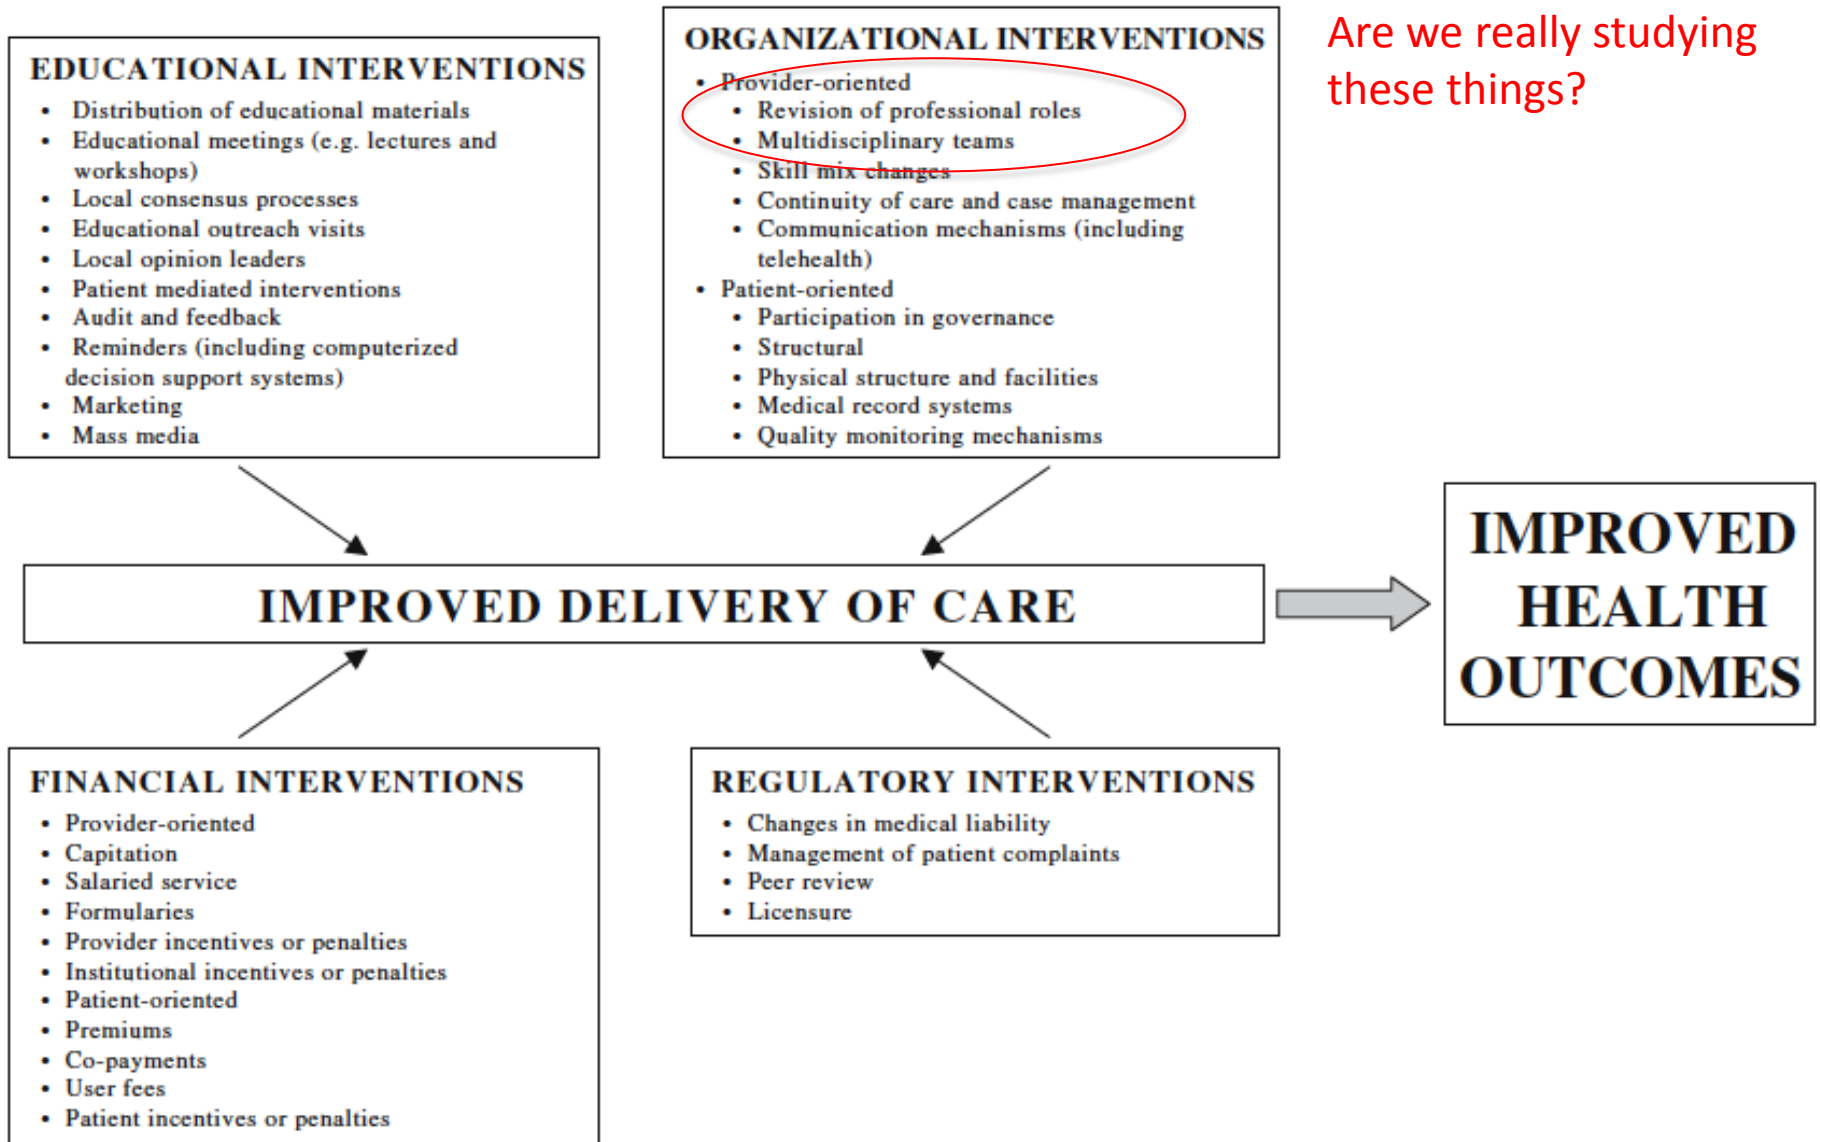 EDUCATIONAL INTERVENTIONS
• Distribution of educational materials
• Educational meetings (e.g. lectures and
workshops)
• Local consensus processes
• Educational outreach visits
• Local opinion leaders
• Patient mediated interventions
• Audit and feedback
• Reminders (including computerized
decision support systems)
• Marketing
• Mass media
ORGANIZATIONAL INTERVENTIONS
• Provider-oriented
• Revision of professional roles
• Multidisciplinary teams
• Skill mix changes
• Continuity of care and case management
• Communication mechanisms (including
telehealth)
• Patient-oriented
• Participation in governance
• Structural
• Physical structure and facilities
• Medical record systems
• Quality monitoring mechanisms
Are we really studying
these things?
IMPROVED DELIVERY OF CARE
IMPROVED
HEALTH
OUTCOMES
FINANCIAL INTERVENTIONS
• Provider-oriented
• Capitation
• Salaried service
• Formularies
• Provider incentives or penalties
• Institutional incentives or penalties
• Patient-oriented
• Premiums
• Co-payments
• User fees
• Patient incentives or penalties
REGULATORY INTERVENTIONS
• Changes in medical liability
• Management of patient complaints
• Peer review
• Licensure